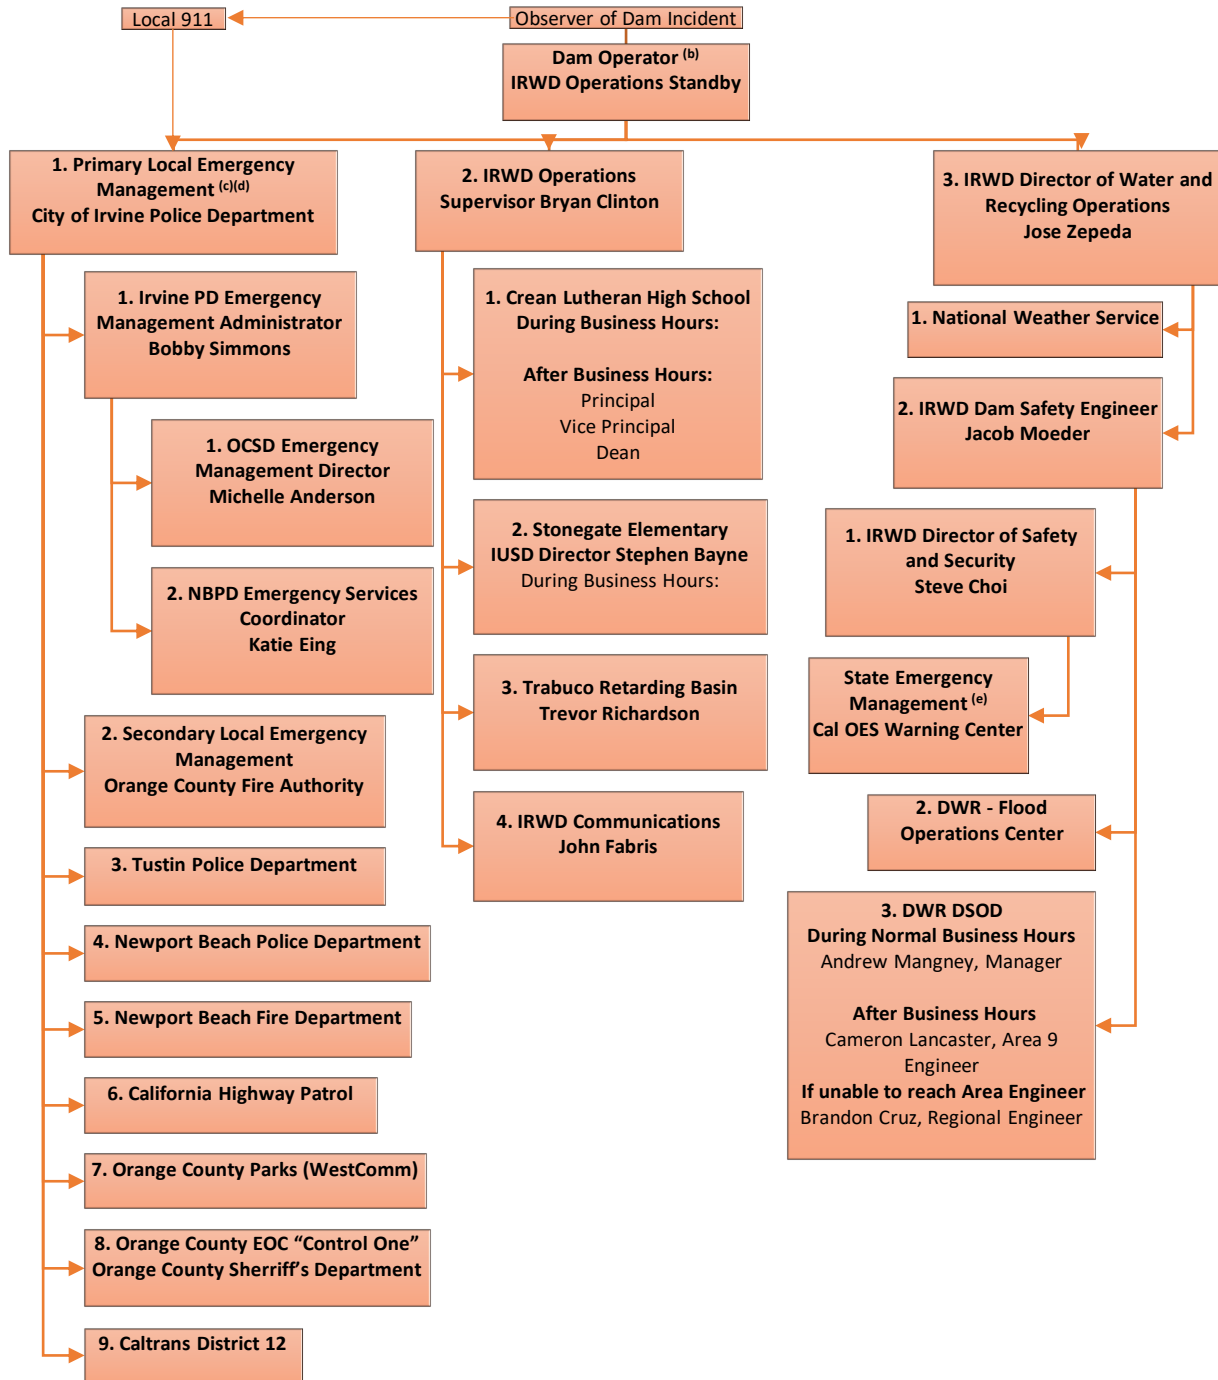 Local 911
Observer of Dam Incident
Dam Operator (b)
IRWD Operations Standby
1. Primary Local Emergency
Management (c)(d)
City of Irvine Police Department
1. Irvine PD Emergency
Management Administrator
Bobby Simmons
1. OCSD Emergency
Management Director
Michelle Anderson
2. NBPD Emergency Services
Coordinator
Katie Eing
2. Secondary Local Emergency
Management
Orange County Fire Authority
3. Tustin Police Department
4. Newport Beach Police Department
5. Newport Beach Fire Department
6. California Highway Patrol
7. Orange County Parks (WestComm)
8. Orange County EOC “Control One”
Orange County Sherriff’s Department
9. Caltrans District 12
2. IRWD Operations
Supervisor Bryan Clinton
1. Crean Lutheran High School
During Business Hours:
After Business Hours:
Principal
Vice Principal
Dean
2. Stonegate Elementary
IUSD Director Stephen Bayne
During Business Hours:
3. Trabuco Retarding Basin
Trevor Richardson
4. IRWD Communications
John Fabris
3. IRWD Director of Water and
Recycling Operations
Jose Zepeda
1. National Weather Service
2. IRWD Dam Safety Engineer
Jacob Moeder
1. IRWD Director of Safety
and Security
Steve Choi
State Emergency
Management (e)
Cal OES Warning Center
2. DWR - Flood
Operations Center
3. DWR DSOD
During Normal Business Hours
Andrew Mangney, Manager
After Business Hours
Cameron Lancaster, Area 9
Engineer
If unable to reach Area Engineer
Brandon Cruz, Regional Engineer